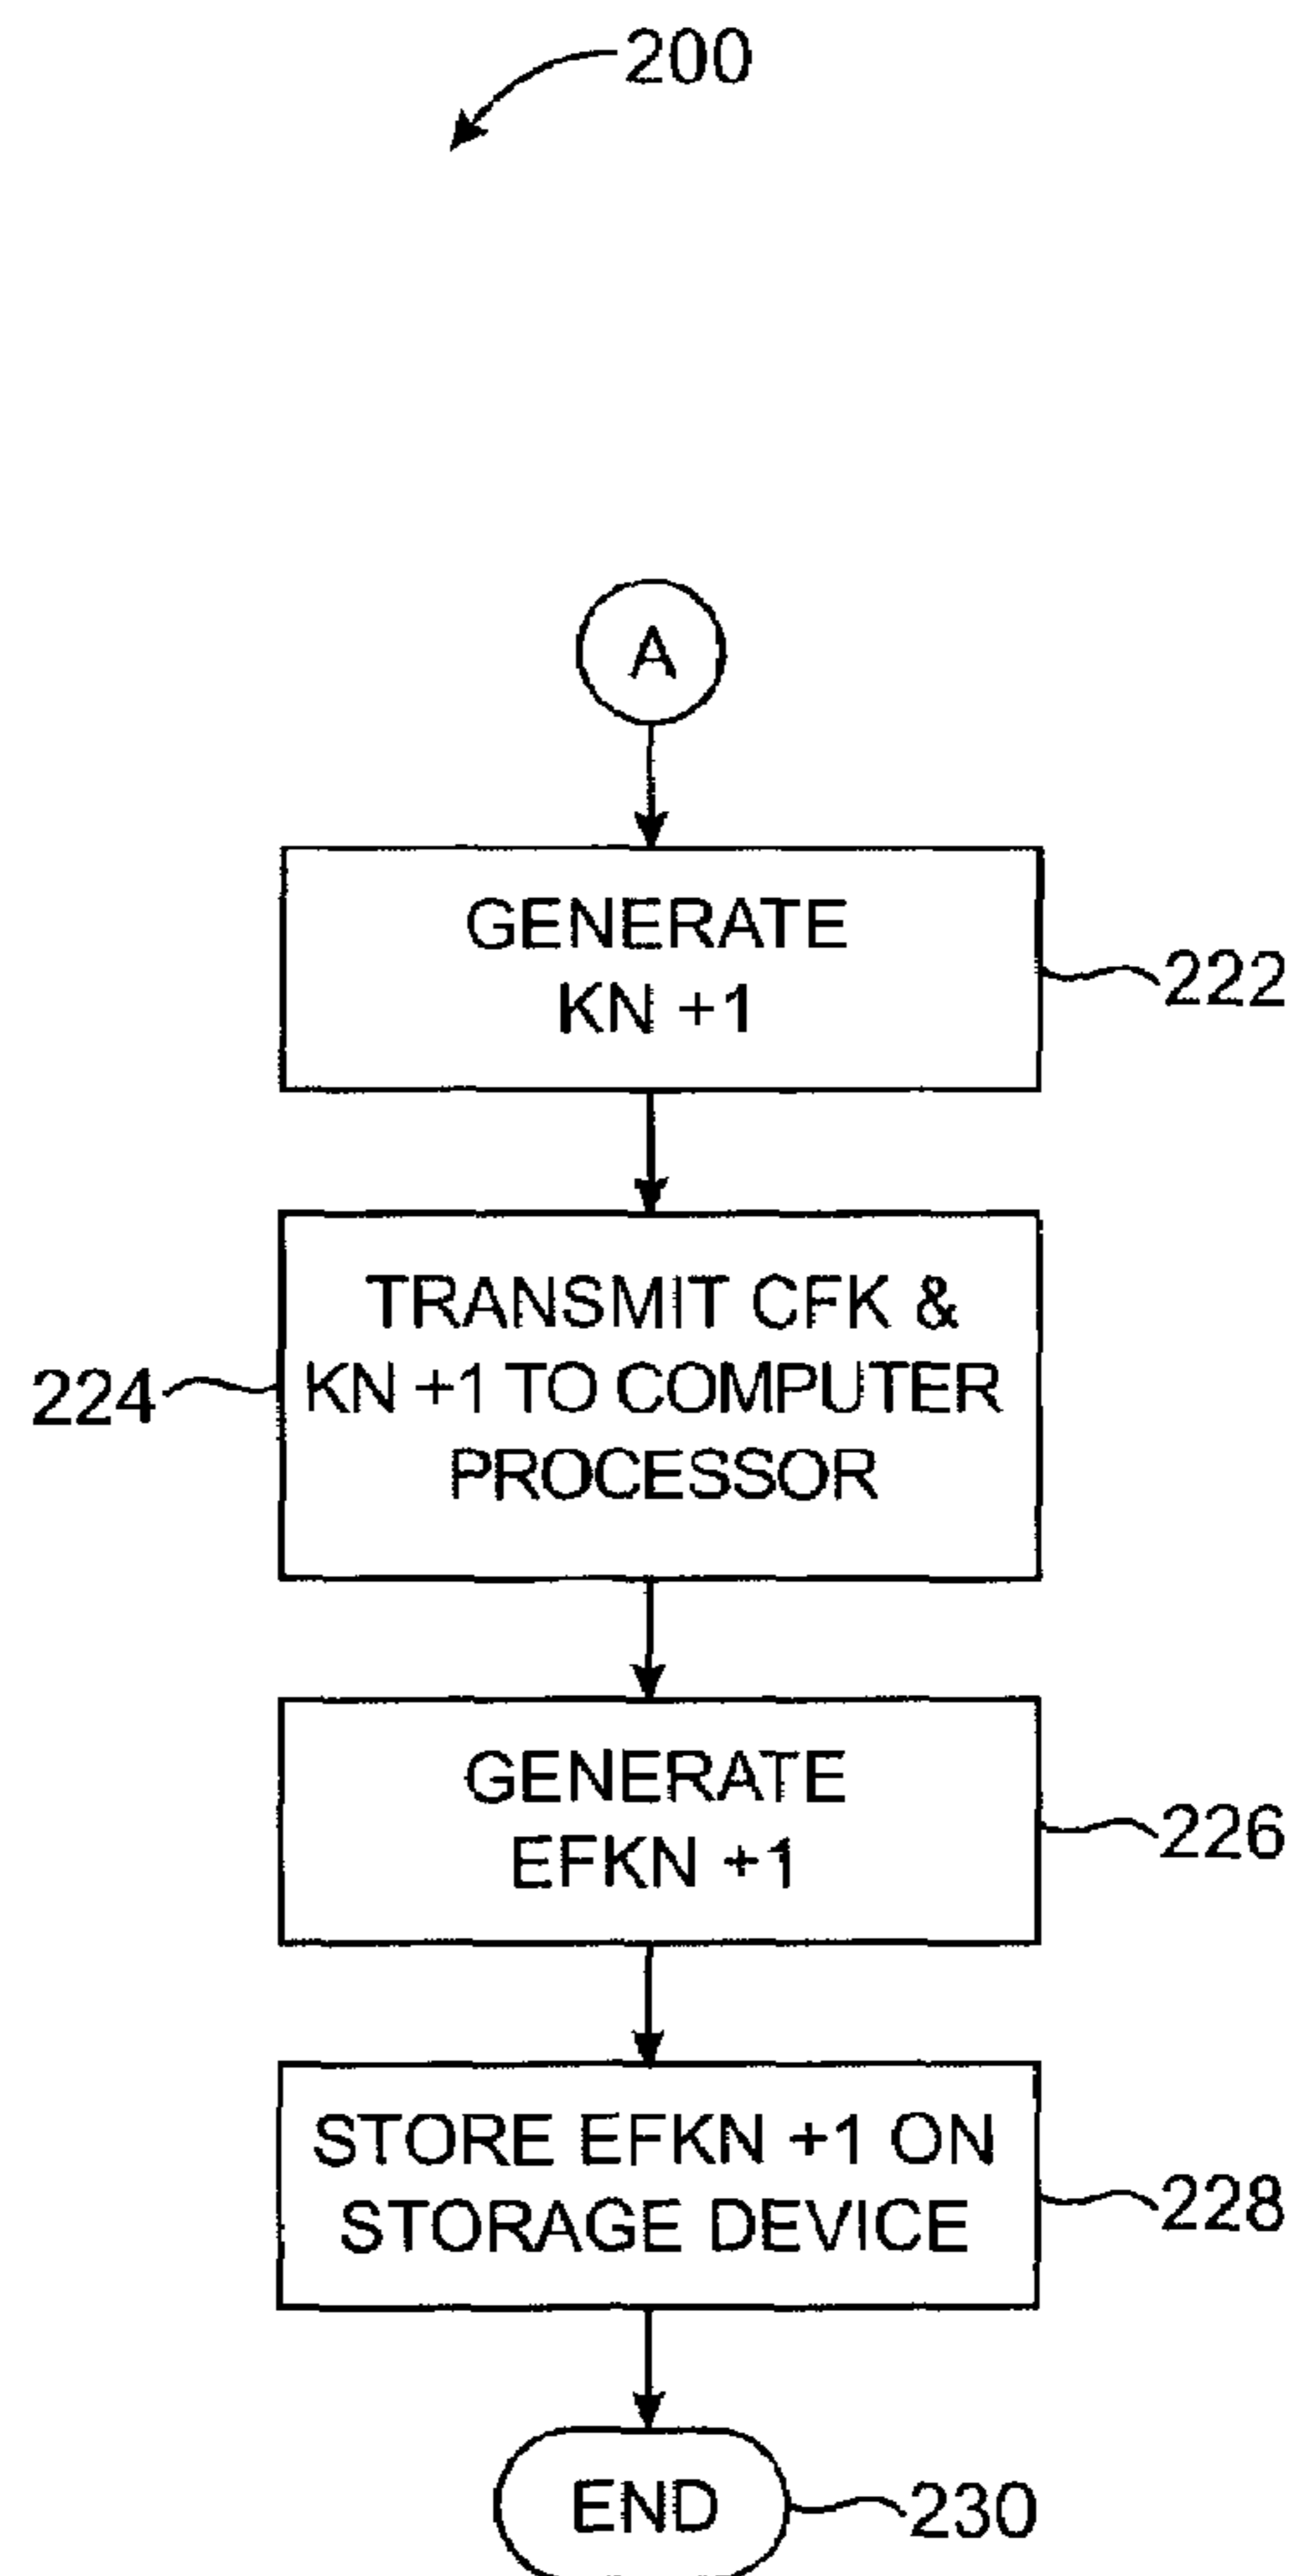 200
A
GENERATE
KN +1
222
TRANSMIT CFK &
KN +1 TO COMPUTER
PROCESSOR
224
GENERATE
EFKN +1
226
STORE EFKN +1 ON
STORAGE DEVICE
228
END
230